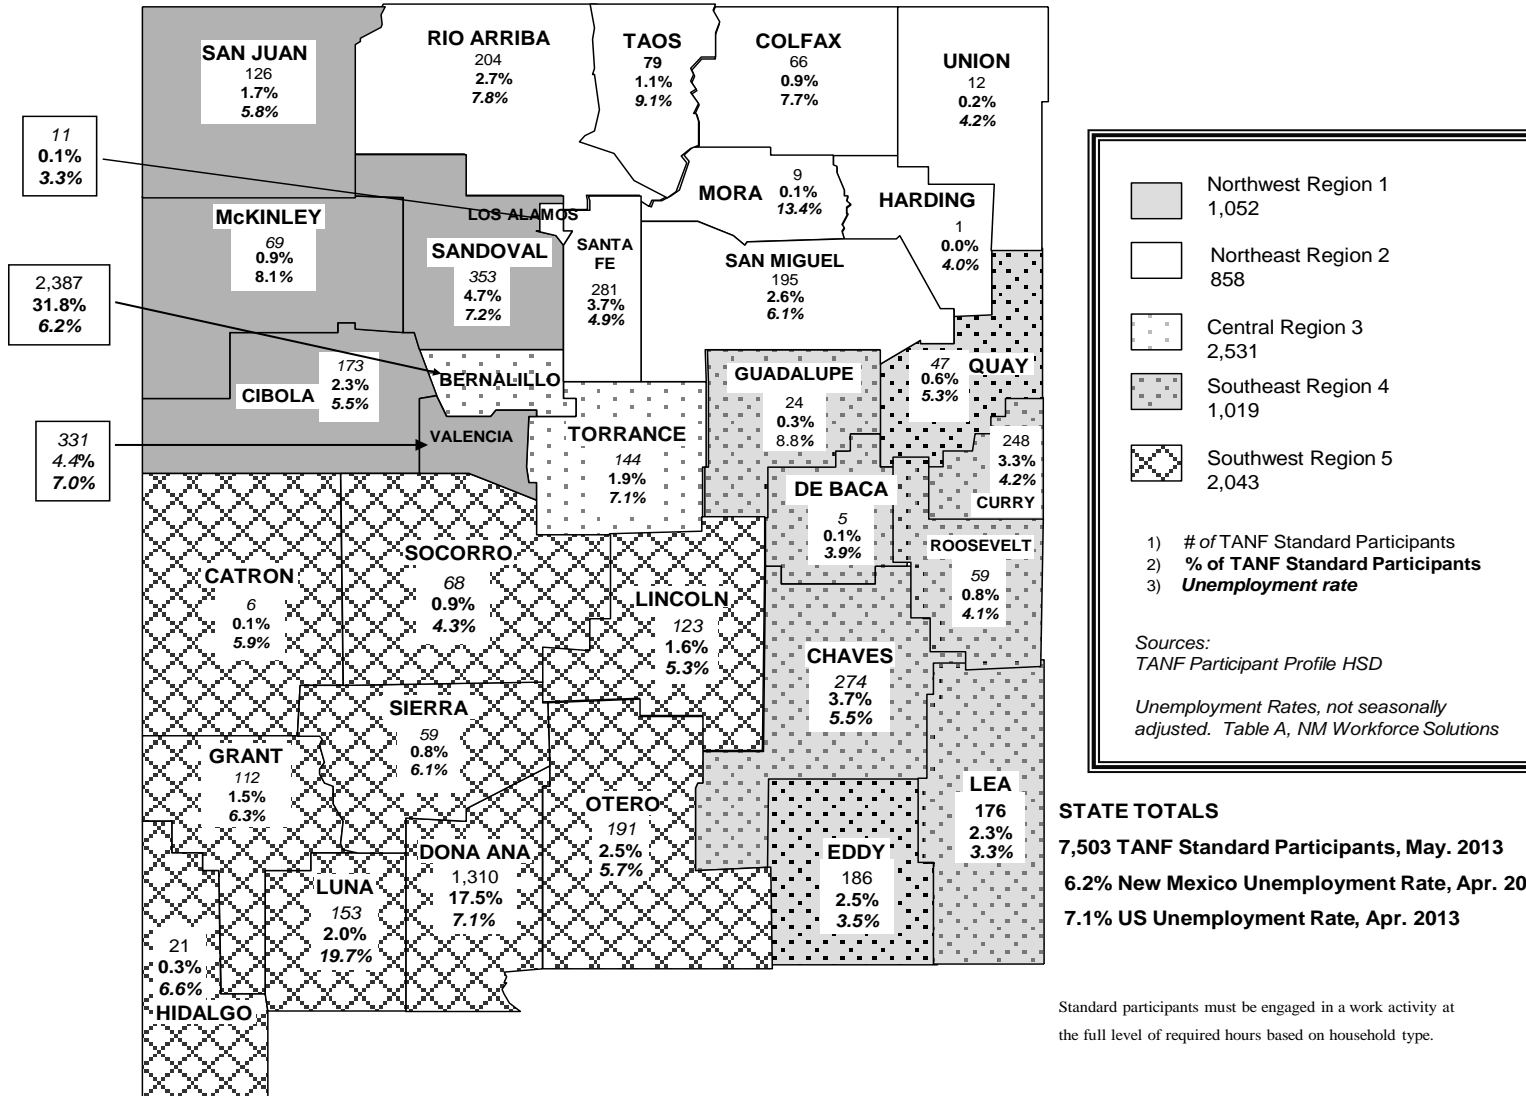 SAN JUAN
126
1.7%
5.8%
RIO ARRIBA
204
2.7%
7.8%
TAOS
79
1.1%
9.1%
COLFAX
66
0.9%
7.7%
UNION
12
0.2%
4.2%
11
0.1%
3.3%
McKINLEY
69
0.9%
8.1%
LOS ALAMOS
SANDOVAL
353
4.7%
7.2%
SANTA
FE
281
3.7%
4.9%
MORA
9
0.1%
13.4%
HARDING
1
0.0%
4.0%
SAN MIGUEL
195
2.6%
6.1%
2,387
31.8%
6.2%
CIBOLA
173
2.3%
5.5%
BERNALILLO
GUADALUPE
24
0.3%
8.8%
QUAY
47
0.6%
5.3%
331
4.4%
7.0%
VALENCIA
TORRANCE
144
1.9%
7.1%
248
3.3%
4.2%
CURRY
DE BACA
5
0.1%
3.9%
ROOSEVELT
59
0.8%
4.1%
CATRON
6
0.1%
5.9%
SOCORRO
68
0.9%
4.3%
LINCOLN
123
1.6%
5.3%
CHAVES
274
3.7%
5.5%
SIERRA
59
0.8%
6.1%
GRANT
112
1.5%
6.3%
OTERO
191
2.5%
5.7%
LEA
176
2.3%
3.3%
EDDY
186
2.5%
3.5%
DONA ANA
1,310
17.5%
7.1%
LUNA
153
2.0%
19.7%
21
0.3%
6.6%
HIDALGO
Northwest Region 1
1,052
Northeast Region 2
858
Central Region 3
2,531
Southeast Region 4
1,019
Southwest Region 5
2,043
1) # of TANF Standard Participants
2) % of TANF Standard Participants
3) Unemployment rate
Sources:
TANF Participant Profile HSD
Unemployment Rates, not seasonally
adjusted. Table A, NM Workforce Solutions
STATE TOTALS
7,503 TANF Standard Participants, May. 2013
6.2% New Mexico Unemployment Rate, Apr. 20
7.1% US Unemployment Rate, Apr. 2013
Standard participants must be engaged in a work activity at
the full level of required hours based on household type.